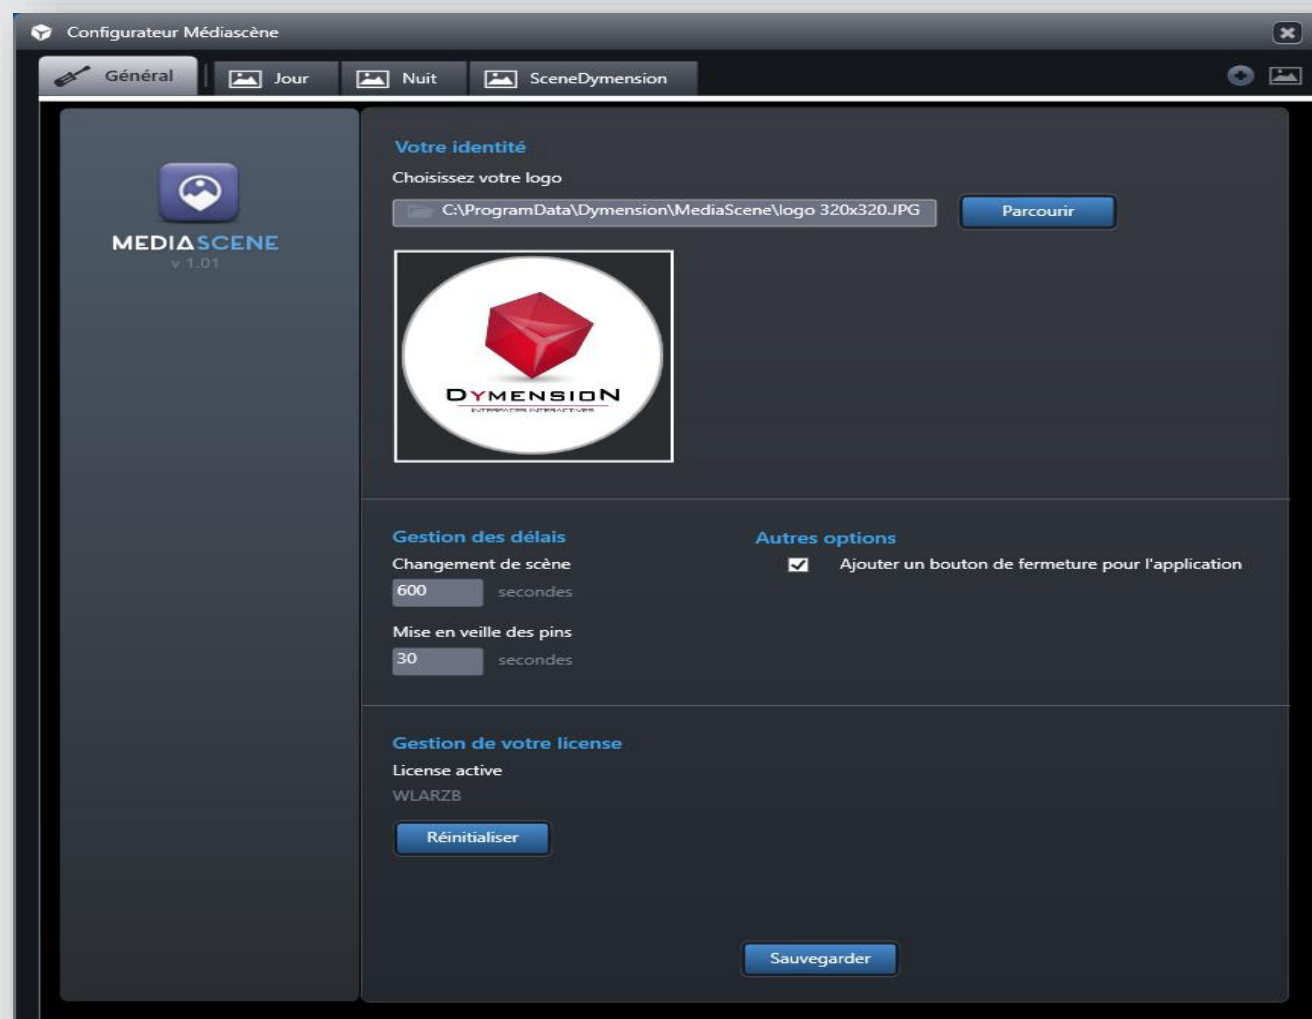 Configurateur Médiascène
Général
Jour
Nuit
SceneDymension
MEDIASCENE
v 1.01
Votre identité
Choisissez votre logo
C:\ProgramData\Dymension\MediaScene\logo 320x320.JPG
Parcourir
DYMENSION
INTERFACES INTERACTIVES
Gestion des délais
Changement de scène
600 secondes
Mise en veille des pins
30 secondes
Autres options
Ajouter un bouton de fermeture pour l'application
Gestion de votre license
License active
WLARZB
Réinitialiser
Sauvegarder